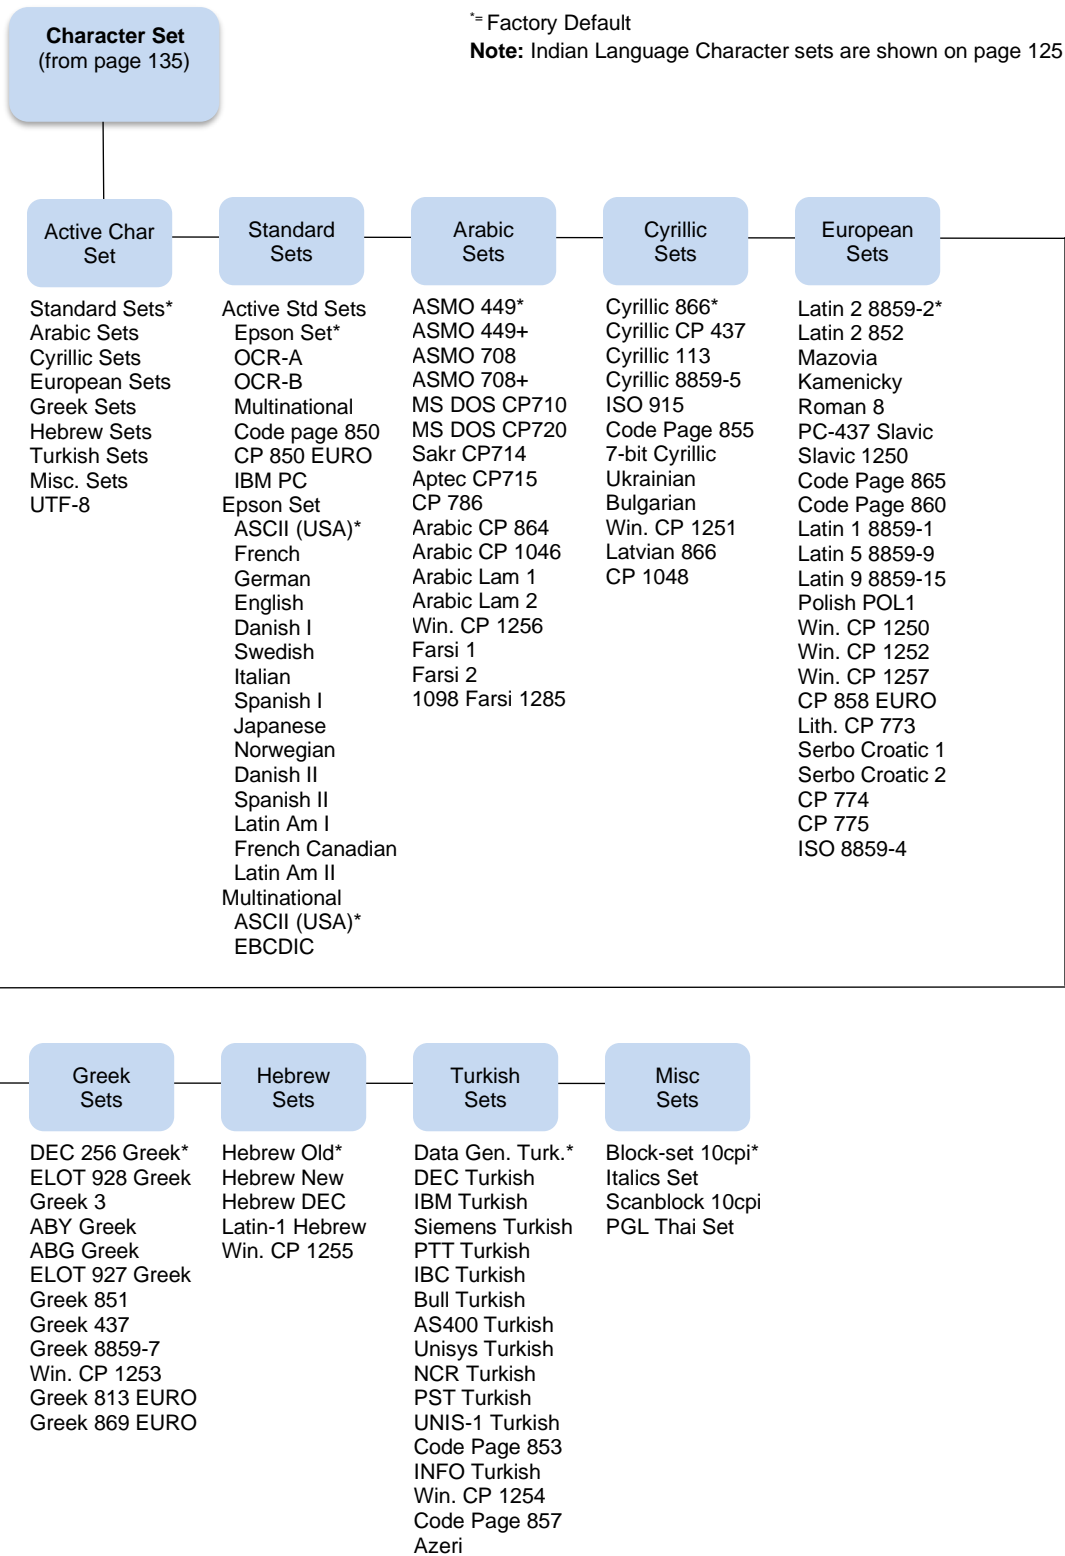 Character Set
(from page 135)
*= Factory Default
Note: Indian Language Character sets are shown on page 125
Active Char
Set
Standard Sets*
Arabic Sets
Cyrillic Sets
European Sets
Greek Sets
Hebrew Sets
Turkish Sets
Misc. Sets
UTF-8
Standard
Sets
Active Std Sets
Epson Set*
OCR-A
OCR-B
Multinational
Code page 850
CP 850 EURO
IBM PC
Epson Set
ASCII (USA)*
French
German
English
Danish I
Swedish
Italian
Spanish I
Japanese
Norwegian
Danish II
Spanish II
Latin Am I
French Canadian
Latin Am II
Multinational
ASCII (USA)*
EBCDIC
Arabic
Sets
ASMO 449*
ASMO 449+
ASMO 708
ASMO 708+
MS DOS CP710
MS DOS CP720
Sakr CP714
Aptec CP715
CP 786
Arabic CP 864
Arabic CP 1046
Arabic Lam 1
Arabic Lam 2
Win. CP 1256
Farsi 1
Farsi 2
1098 Farsi 1285
Cyrillic
Sets
Cyrillic 866*
Cyrillic CP 437
Cyrillic 113
Cyrillic 8859-5
ISO 915
Code Page 855
7-bit Cyrillic
Ukrainian
Bulgarian
Win. CP 1251
Latvian 866
CP 1048
European
Sets
Latin 2 8859-2*
Latin 2 852
Mazovia
Kamenicky
Roman 8
PC-437 Slavic
Slavic 1250
Code Page 865
Code Page 860
Latin 1 8859-1
Latin 5 8859-9
Latin 9 8859-15
Polish POL1
Win. CP 1250
Win. CP 1252
Win. CP 1257
CP 858 EURO
Lith. CP 773
Serbo Croatic 1
Serbo Croatic 2
CP 774
CP 775
ISO 8859-4
Greek
Sets
DEC 256 Greek*
ELOT 928 Greek
Greek 3
ABY Greek
ABG Greek
ELOT 927 Greek
Greek 851
Greek 437
Greek 8859-7
Win. CP 1253
Greek 813 EURO
Greek 869 EURO
Hebrew
Sets
Hebrew Old*
Hebrew New
Hebrew DEC
Latin-1 Hebrew
Win. CP 1255
Turkish
Sets
Data Gen. Turk.*
DEC Turkish
IBM Turkish
Siemens Turkish
PTT Turkish
IBC Turkish
Bull Turkish
AS400 Turkish
Unisys Turkish
NCR Turkish
PST Turkish
UNIS-1 Turkish
Code Page 853
INFO Turkish
Win. CP 1254
Code Page 857
Azeri
Misc
Sets
Block-set 10cpi*
Italics Set
Scanblock 10cpi
PGL Thai Set